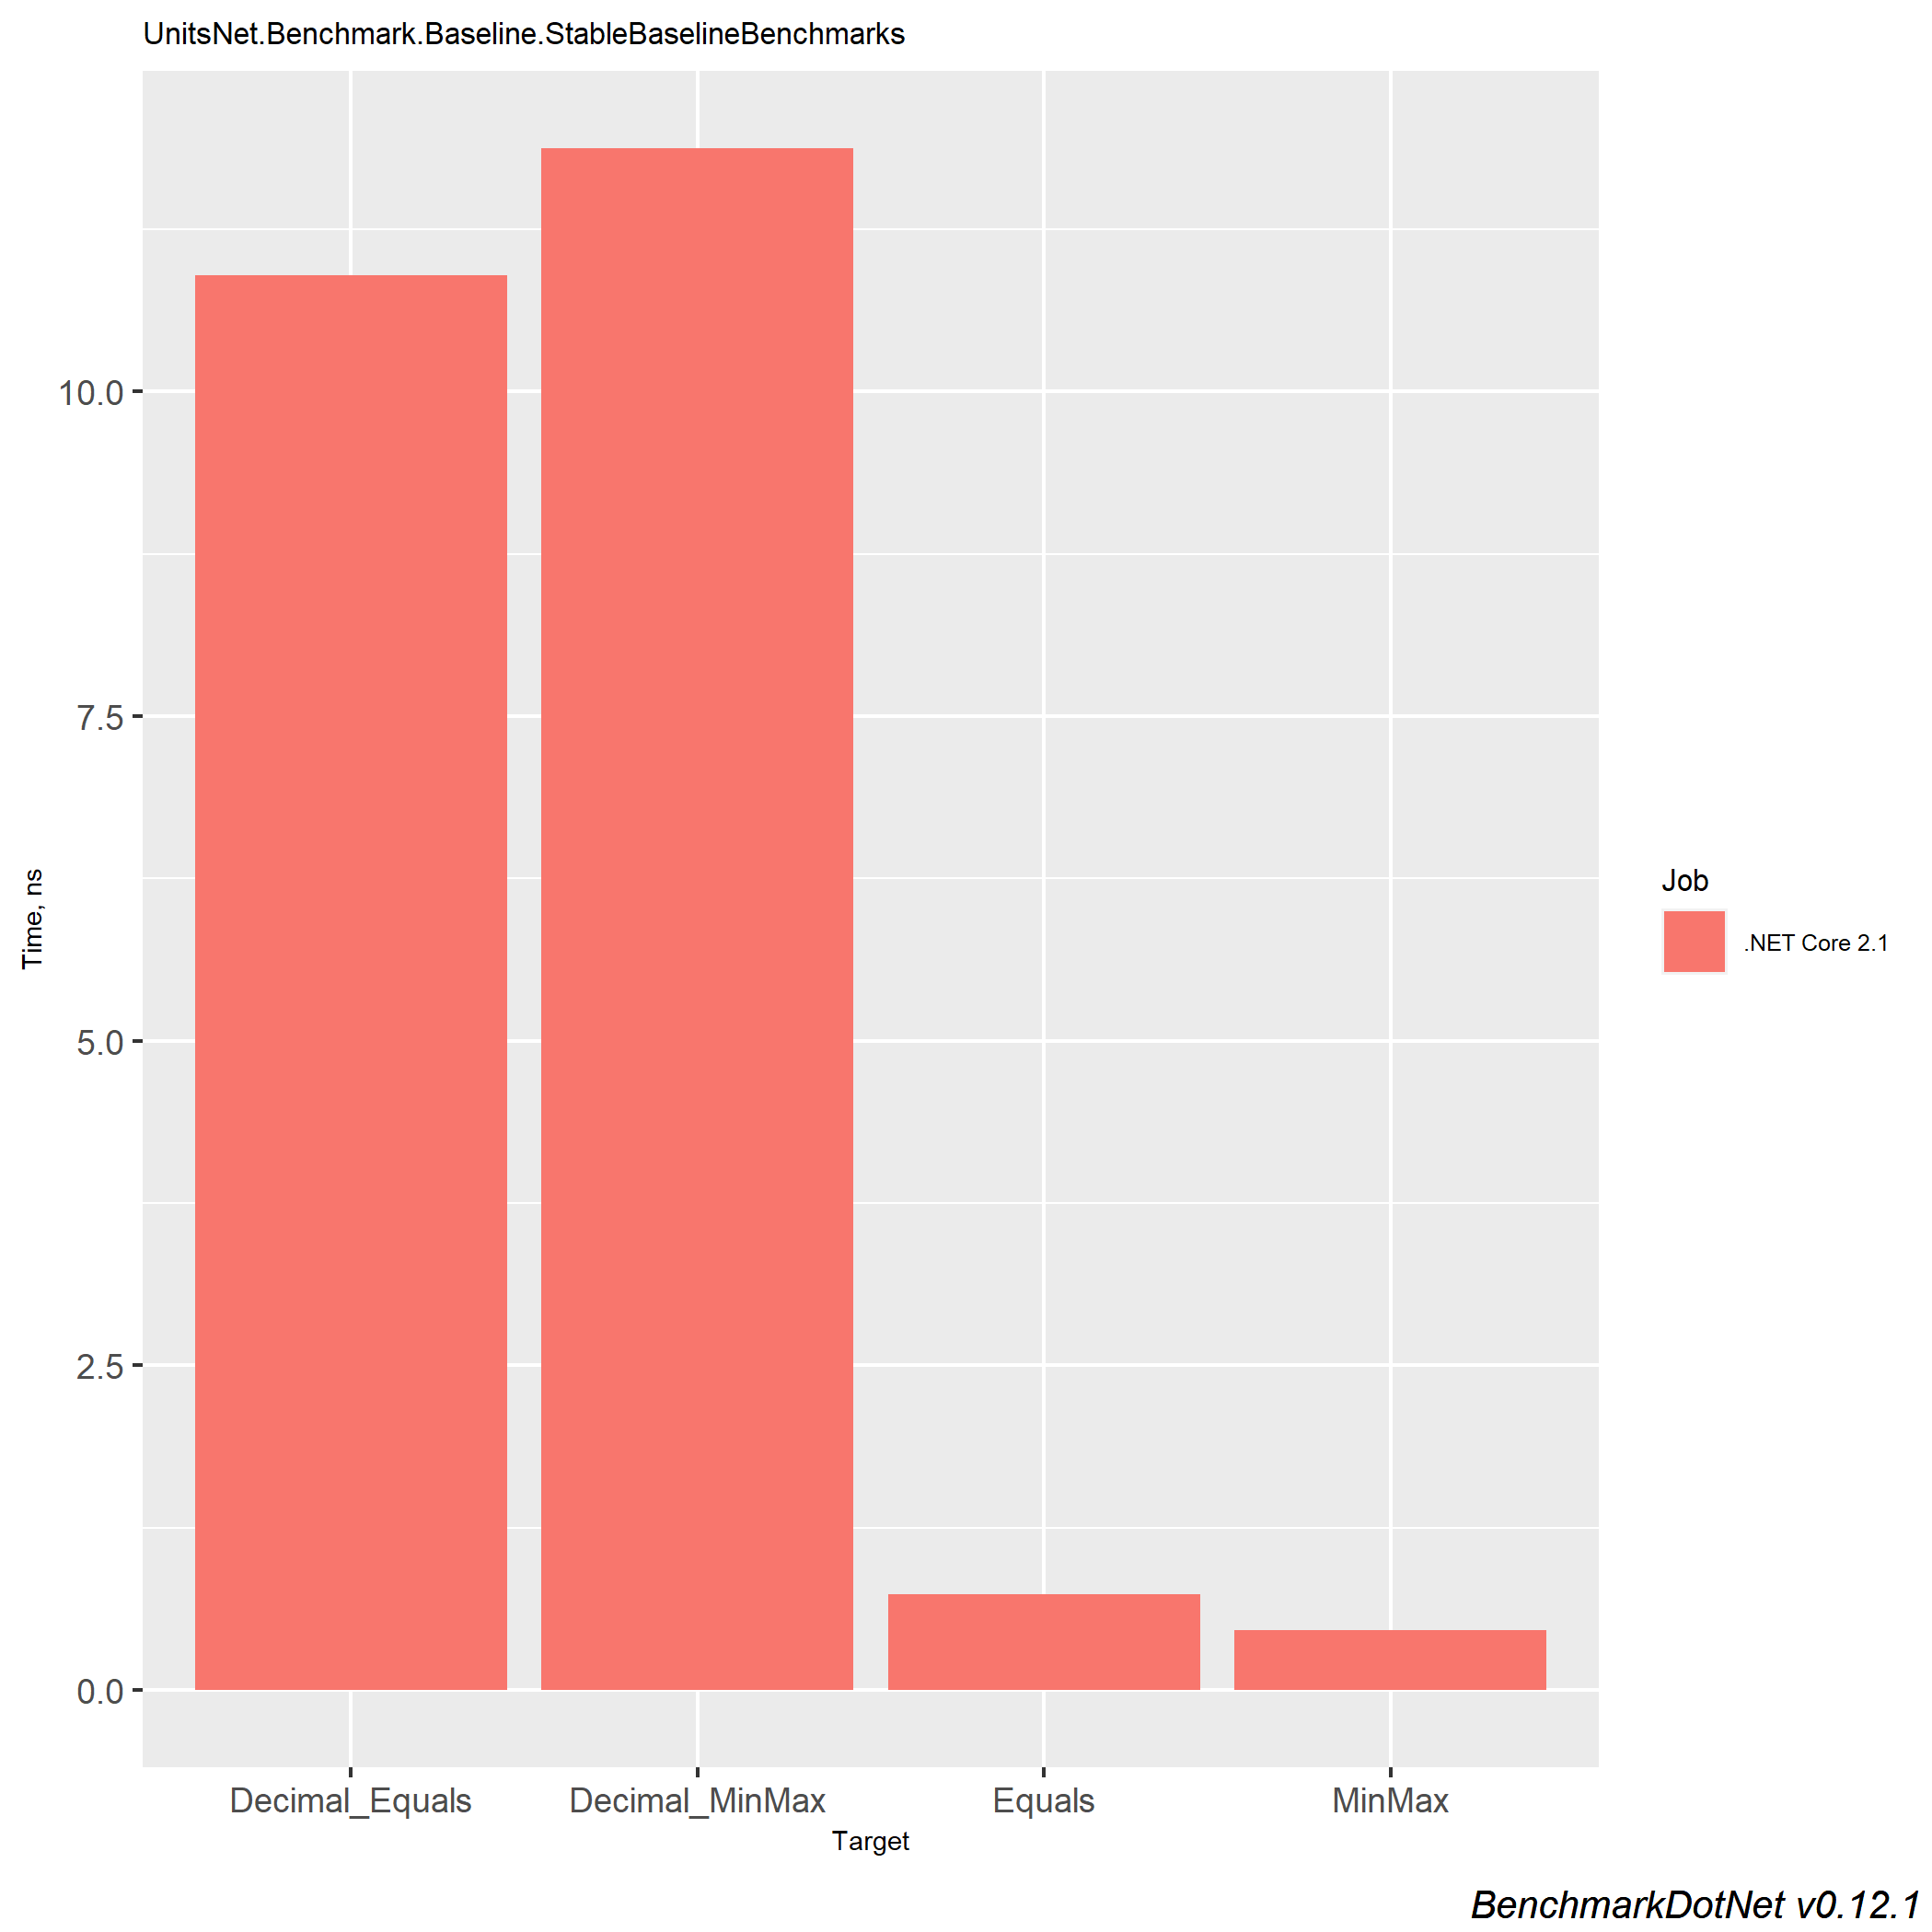 UnitsNet.Benchmark.Baseline.StableBaselineBenchmarks
10.0
7.5
5.0
2.5
0.0
Time, ns
Decimal_Equals
Decimal_MinMax
Equals
MinMax
Target
Job
.NET Core 2.1
BenchmarkDotNet v0.12.1